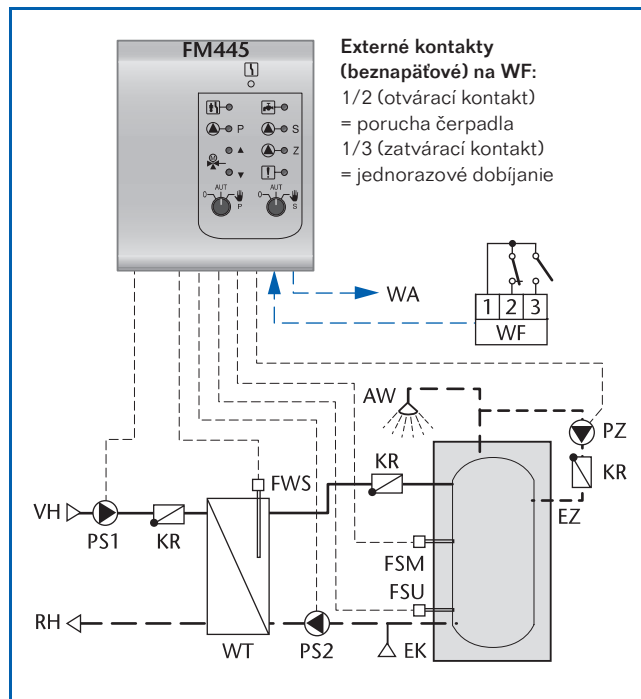 FM445
Externé kontakty
(beznapäťové) na WF:
1/2 (otvárací kontakt)
= porucha čerpadla
1/3 (zatvárací kontakt)
= jednorazové dobíjanie
P
S
Z
M
AUT
0
P
AUT
0
S
WA
1 2 3
WF
AW
PZ
KR
FWS
KR
VH
PS1
KR
EZ
FSM
FSU
RH
WT
PS2
EK